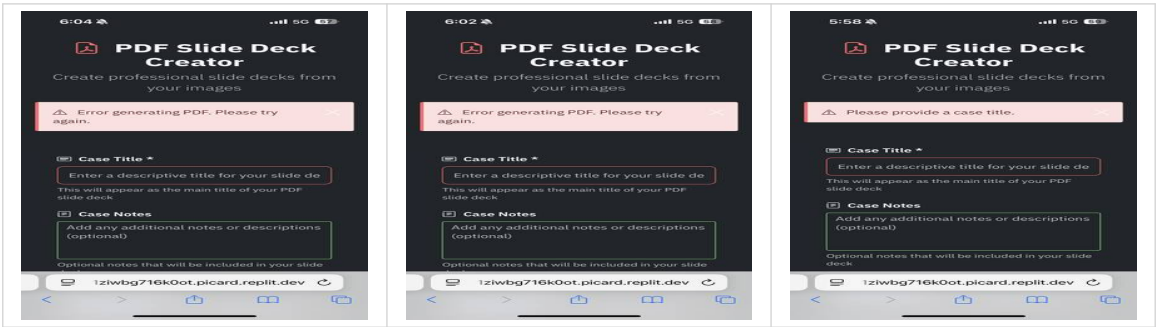 6:04
5G
PDF Slide Deck
Creator
Create professional slide decks from
your images
Error generating PDF. Please try
again.
Case Title *
Enter a descriptive title for your slide de
This will appear as the main title of your PDF
slide deck
Case Notes
Add any additional notes or descriptions
(optional)
Optional notes that will be included in your slide
1ziwbg716k0ot.picard.replit.dev
6:02
5G
PDF Slide Deck
Creator
Create professional slide decks from
your images
Error generating PDF. Please try
again.
Case Title *
Enter a descriptive title for your slide de
This will appear as the main title of your PDF
slide deck
Case Notes
Add any additional notes or descriptions
(optional)
Optional notes that will be included in your slide
1ziwbg716k0ot.picard.replit.dev
5:58
5G
PDF Slide Deck
Creator
Create professional slide decks from
your images
Please provide a case title.
Case Title *
Enter a descriptive title for your slide de
This will appear as the main title of your PDF
slide deck
Case Notes
Add any additional notes or descriptions
(optional)
Optional notes that will be included in your slide
deck
1ziwbg716k0ot.picard.replit.dev